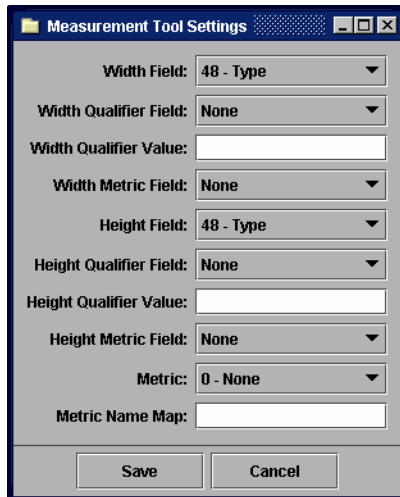 Measurement Tool Settings
Width Field: 48 - Type
Width Qualifier Field: None
Width Qualifier Value:
Width Metric Field: None
Height Field: 48 - Type
Height Qualifier Field: None
Height Qualifier Value:
Height Metric Field: None
Metric: 0 - None
Metric Name Map:
Save Cancel